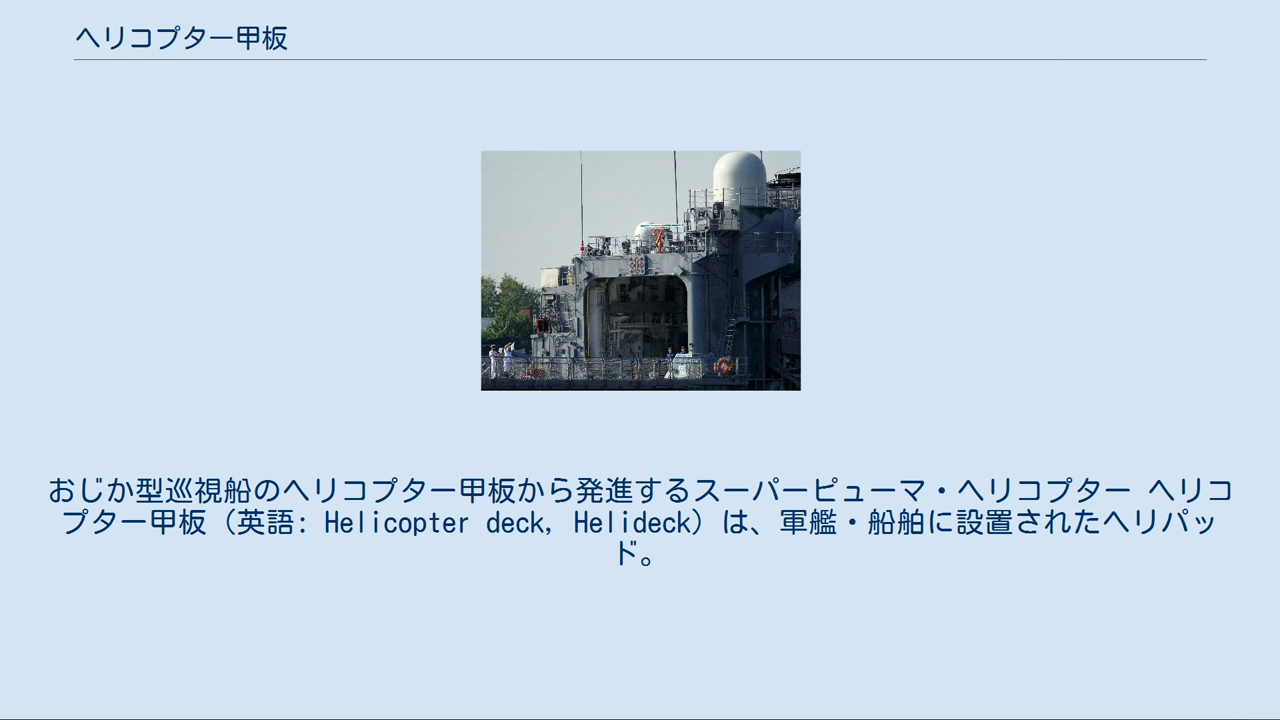 ヘリコプター甲板
おじか型巡視船のヘリコプター甲板から発進するスーパーピューマ・ヘリコプター ヘリコ
プター甲板（英語: Helicopter deck, Helideck）は、軍艦・船舶に設置されたヘリパッ
ド。